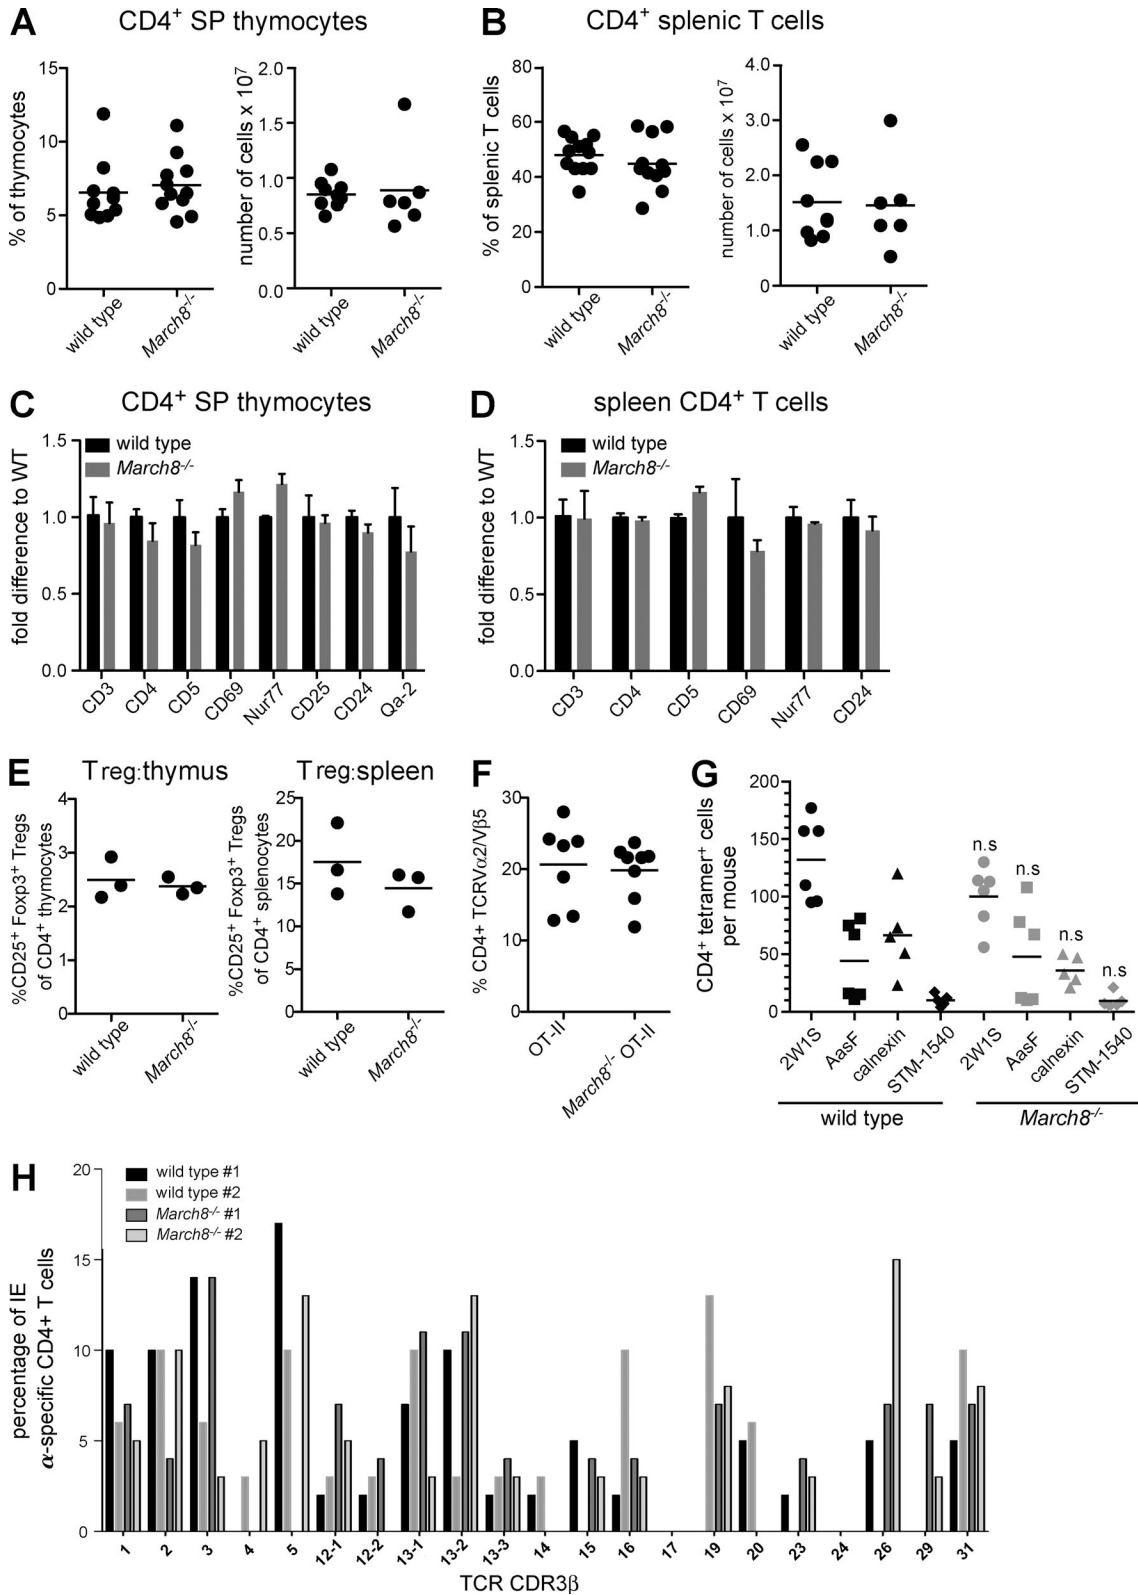 A
CD4+ SP thymocytes
% of thymocytes
15
10
5
0
wild type
March8-/-
number of cells x 10^7
2.0
1.5
1.0
0.5
0.0
wild type
March8-/-
B
CD4+ splenic T cells
% of splenic T cells
80
60
40
20
0
wild type
March8-/-
number of cells x 10^7
4.0
3.0
2.0
1.0
0
wild type
March8-/-
C
CD4+ SP thymocytes
fold difference to WT
1.5
1.0
0.5
0.0
wild type
March8-/-
CD3
CD4
CD5
CD69
Nur77
CD25
CD24
Qa-2
D
spleen CD4+ T cells
fold difference to WT
1.5
1.0
0.5
0.0
wild type
March8-/-
CD3
CD4
CD5
CD69
Nur77
CD24
E
Treg:thymus
%CD25+ Foxp3+ Tregs
of CD4+ thymocytes
4
3
2
1
0
wild type
March8-/-
Treg:spleen
%CD25+ Foxp3+ Tregs
of CD4+ splenocytes
25
20
15
10
5
0
wild type
March8-/-
F
% CD4+ TCRVα2/Vβ5
30
20
10
0
OT-II
March8-/- OT-II
G
CD4+ tetramer+ cells
per mouse
200
150
100
50
0
n.s
n.s
n.s
n.s
2W1S
AasF
calnexin
STM-1540
2W1S
AasF
calnexin
STM-1540
wild type
March8-/-
H
percentage of IE
α-specific CD4+ T cells
20
15
10
5
0
wild type #1
wild type #2
March8-/- #1
March8-/- #2
1 2 3 4 5 12-1 12-2 13-1 13-2 13-3 14 15 16 17 19 20 23 24 26 29 31
TCR CDR3β